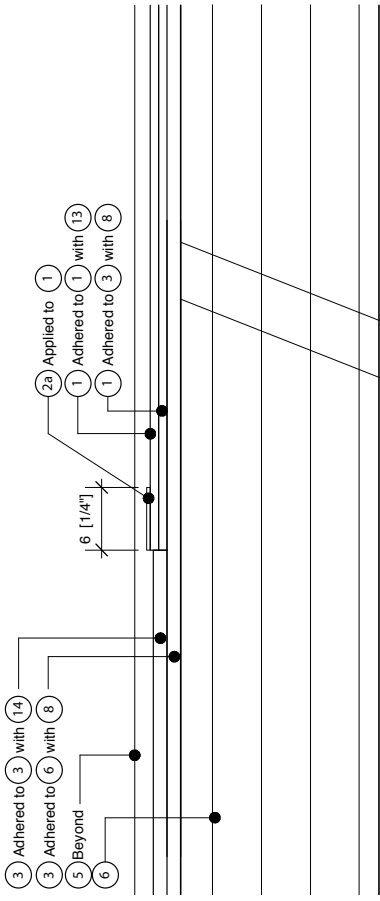 2a Applied to 1
1 Adhered to 1 with 13
1 Adhered to 3 with 8
6 [1/4"]
3 Adhered to 3 with 14
3 Adhered to 6 with 8
5 Beyond
6